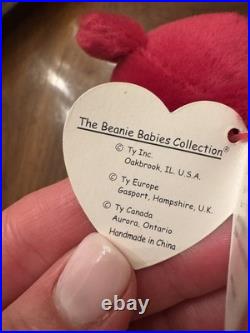 The Beanie Babies Collection®
© Ty Inc.
Oakbrook, IL. U.S.A.
© Ty Europe
Gasport, Hampshire, U.K.
© Ty Canada
Aurora, Ontario
Handmade in China